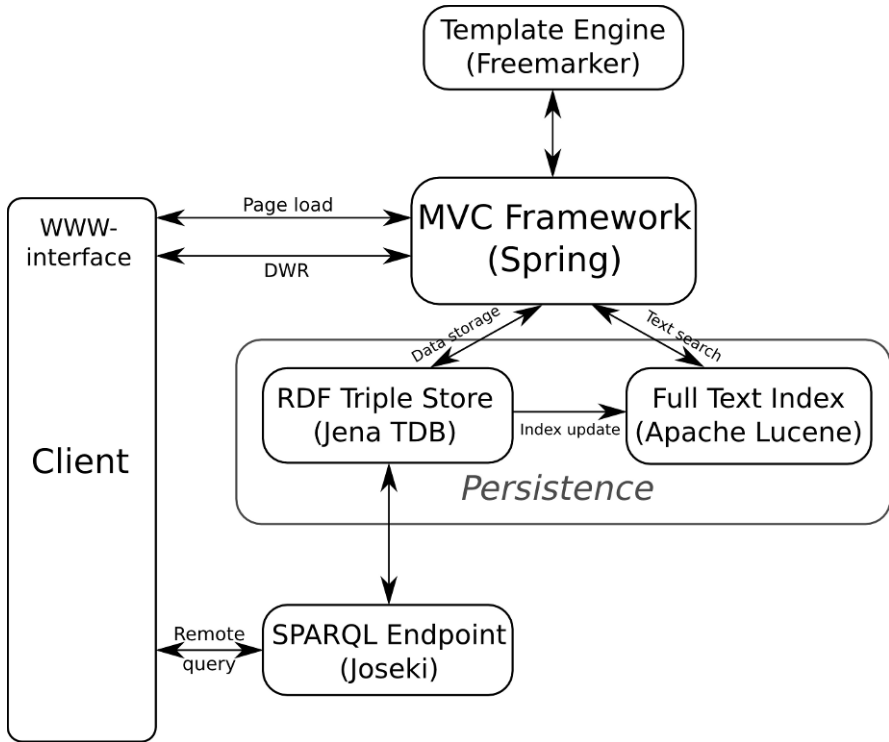 Template Engine
(Freemarker)
Page load
WWW-
interface
DWR
MVC Framework
(Spring)
Data storage
Text search
RDF Triple Store
(Jena TDB)
Index update
Full Text Index
(Apache Lucene)
Client
Persistence
Remote
query
SPARQL Endpoint
(Joseki)